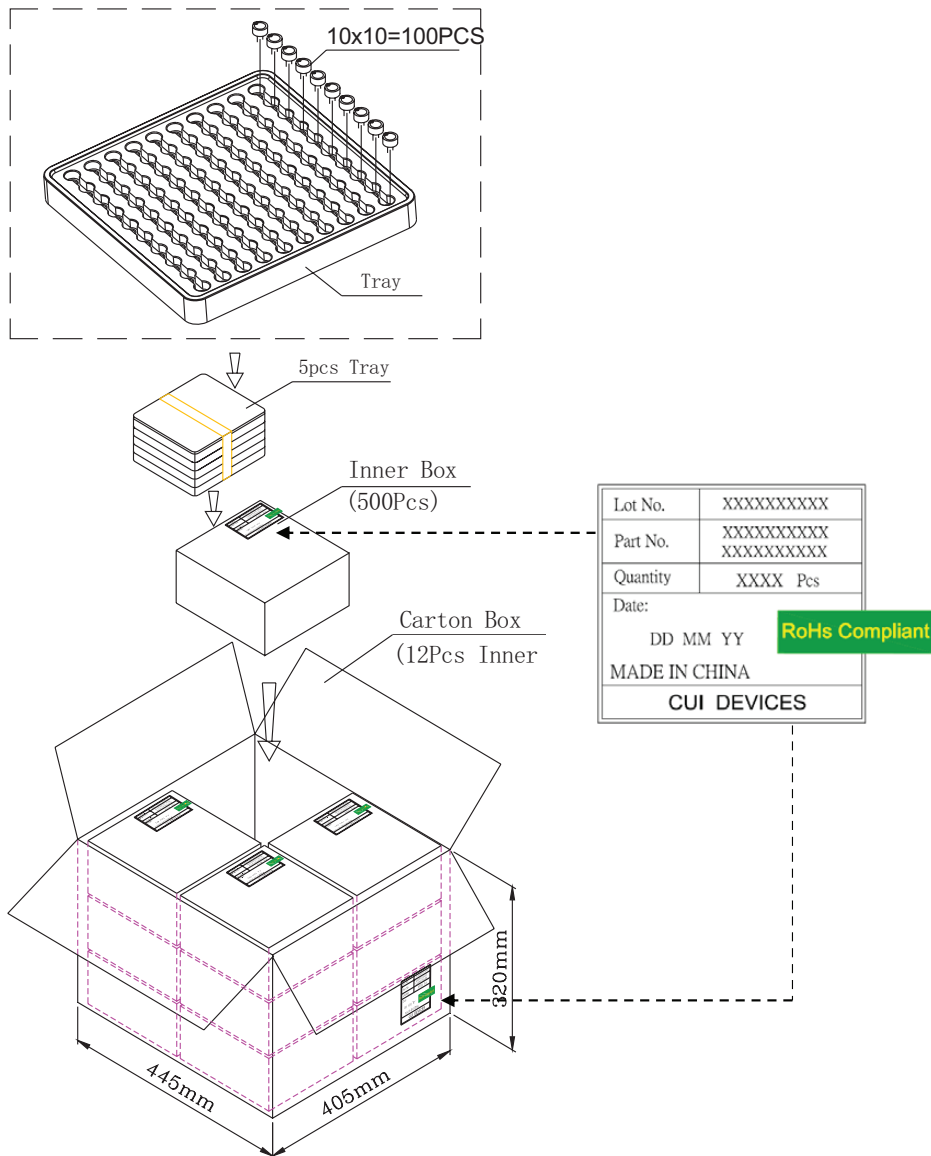 10x10=100PCS
Tray
5pcs Tray
Inner Box
(500Pcs)
Lot No. XXXXXXXXXX
Part No. XXXXXXXXXX
XXXXXXXXXX
Quantity XXXX Pcs
Date:
DD MM YY
RoHs Compliant
MADE IN CHINA
CUI DEVICES
Carton Box
(12Pcs Inner
320mm
445mm
405mm